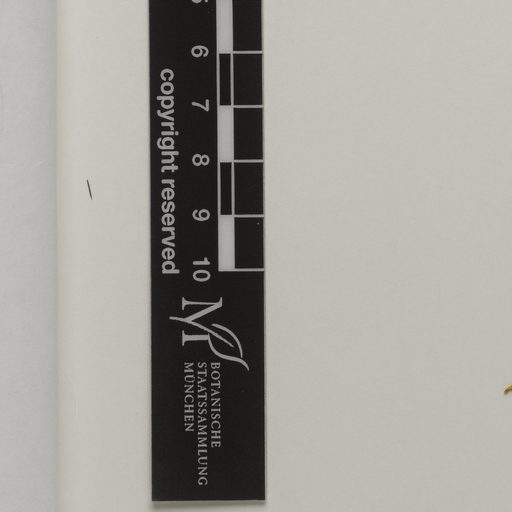 6
7
8
9
10
copyright reserved
M
BOTANISCHE
STAATSSAMMLUNG
MÜNCHEN